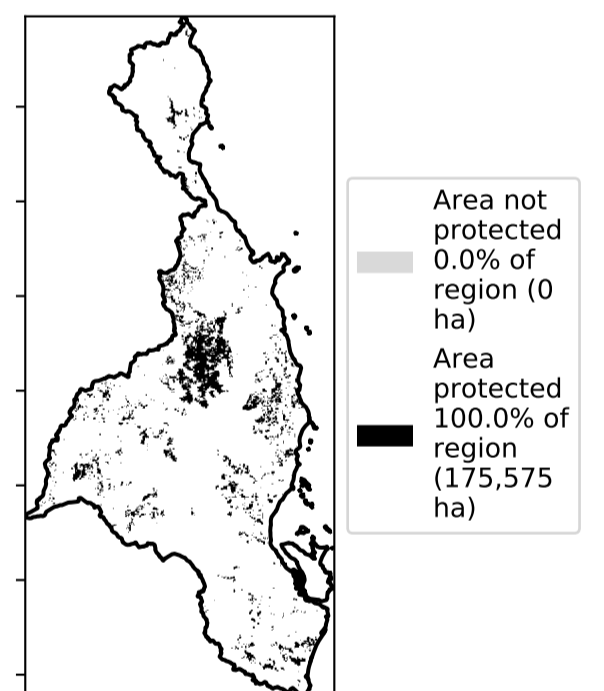 Area not
protected
0.0% of
region (0
ha)
Area
protected
100.0% of
region
(175,575
ha)